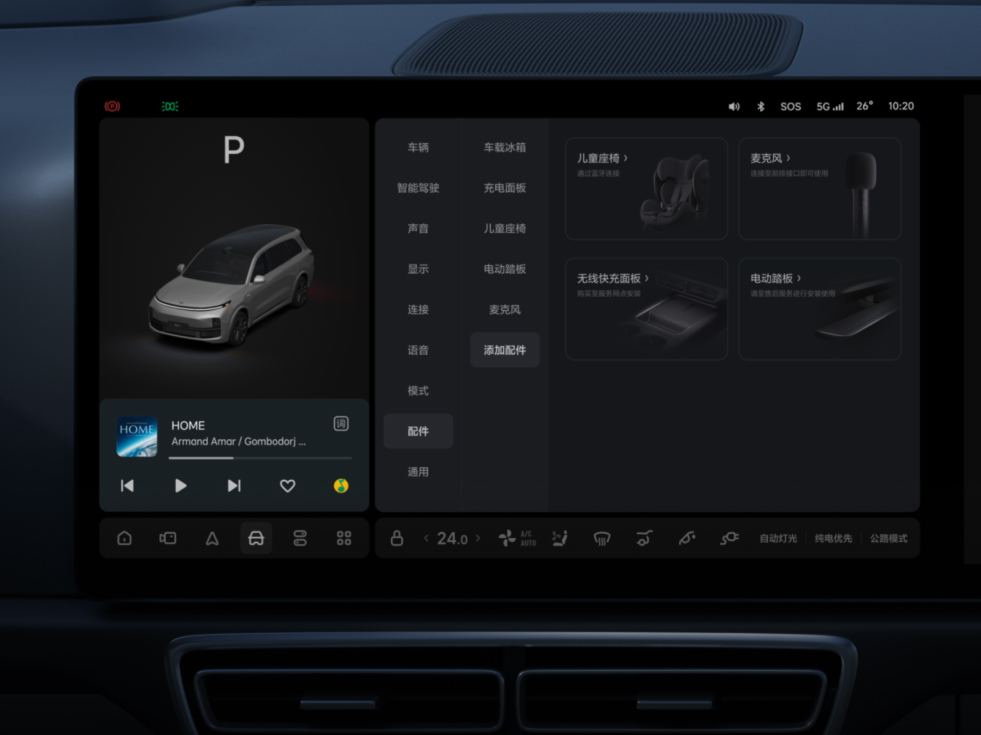 SOS
5G
26°
10:20
P
HOME
HOME
Armand Amar / Gombodorj ...
词
车辆
智能驾驶
声音
显示
连接
语音
模式
配件
通用
车载冰箱
充电面板
儿童座椅
电动踏板
麦克风
添加配件
儿童座椅
通过蓝牙连接
麦克风
连接至前排接口即可使用
无线快充面板
购买至服务网点安装
电动踏板
请至售后服务进行安装使用
24.0
A/C
AUTO
自动灯光
纯电优先
公路模式